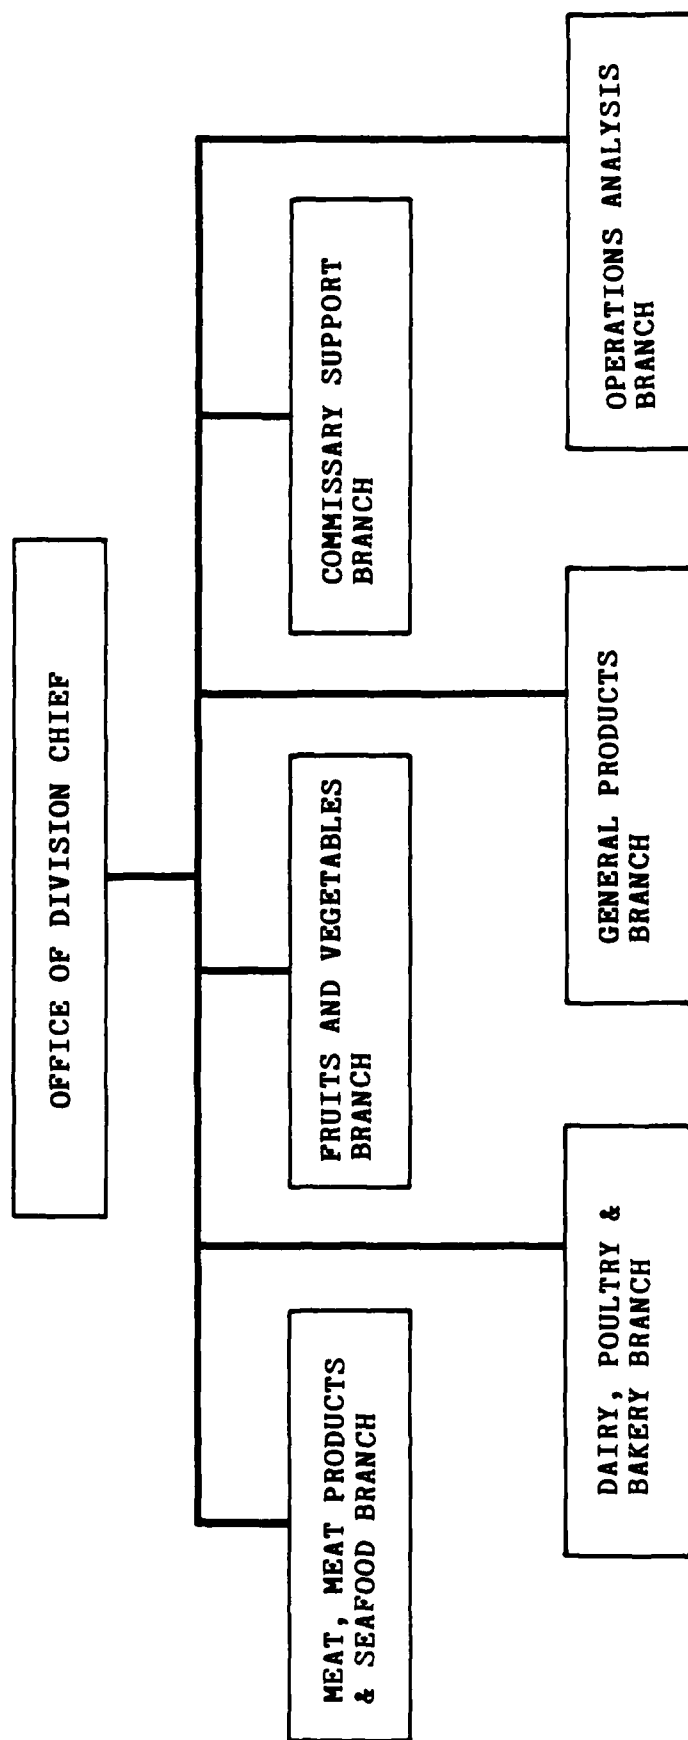 OFFICE OF DIVISION CHIEF
MEAT, MEAT PRODUCTS
& SEAFOOD BRANCH
FRUITS AND VEGETABLES
BRANCH
COMMISSARY SUPPORT
BRANCH
DAIRY, POULTRY &
BAKERY BRANCH
GENERAL PRODUCTS
BRANCH
OPERATIONS ANALYSIS
BRANCH